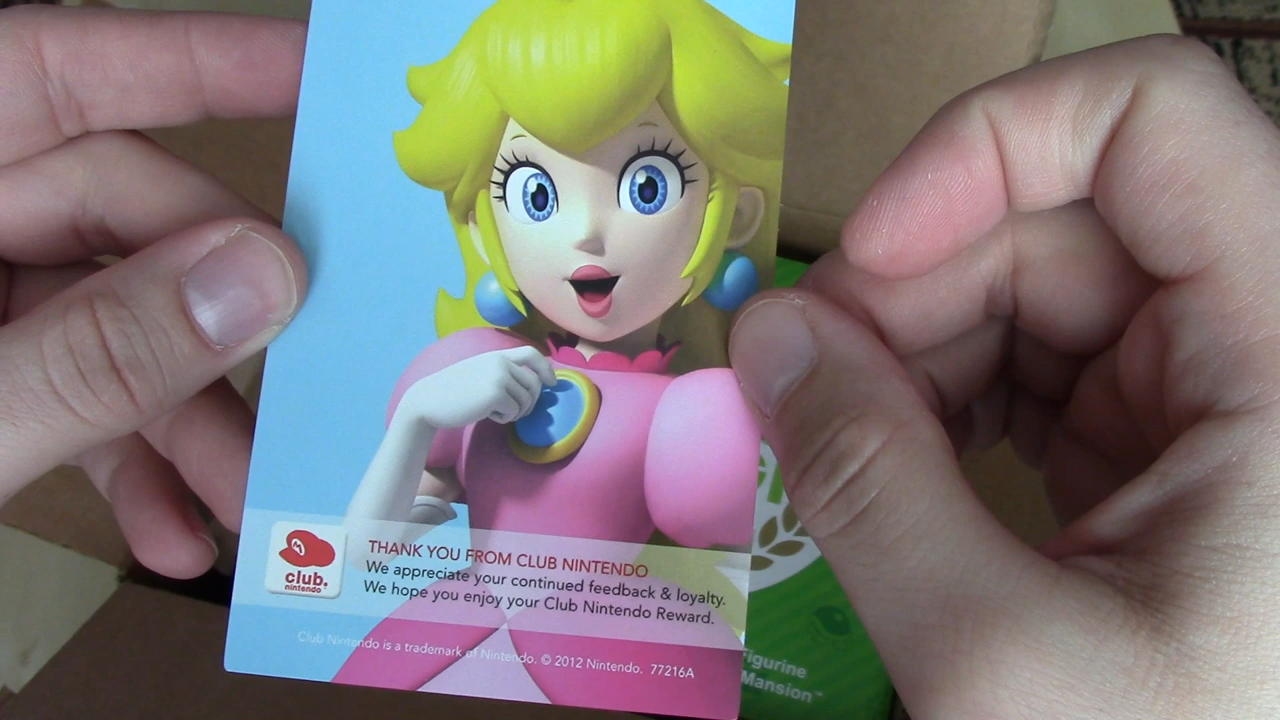 THANK YOU FROM CLUB NINTENDO
We appreciate your continued feedback & loyalty.
We hope you enjoy your Club Nintendo Reward.
club.
nintendo™
Club Nintendo is a trademark of Nintendo. © 2012 Nintendo. 77216A
Figurine
Mansion™